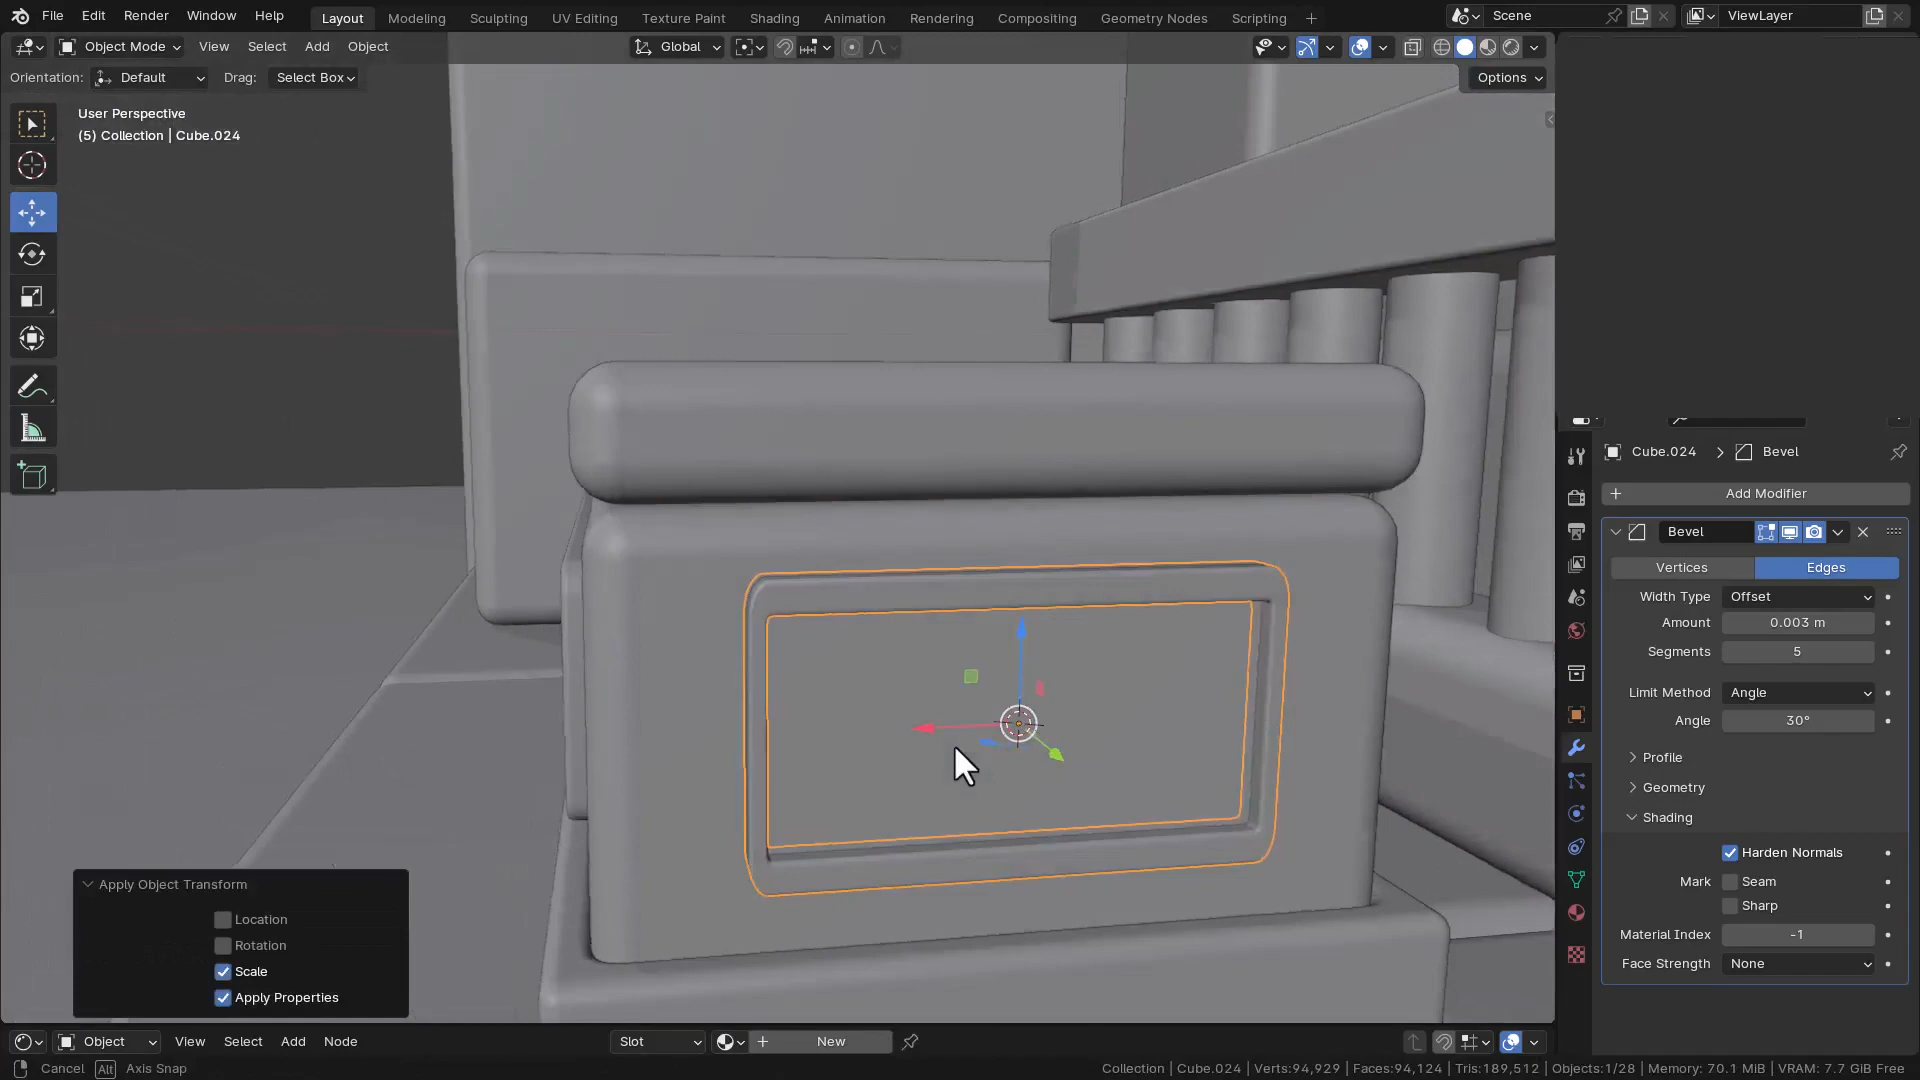 File Edit Render Window Help Layout Modeling Sculpting UV Editing Texture Paint Shading Animation Rendering Compositing Geometry Nodes Scripting + Scene ViewLayer
Object Mode View Select Add Object Global
Orientation: Default Drag: Select Box Options
User Perspective
(5) Collection | Cube.024
Cube.024 > Bevel
+ Add Modifier
Bevel
Vertices Edges
Width Type Offset
Amount 0.003 m
Segments 5
Limit Method Angle
Angle 30°
Profile
Geometry
Shading
Harden Normals
Mark Seam
Sharp
Material Index -1
Face Strength None
Apply Object Transform
Location
Rotation
Scale
Apply Properties
Object View Select Add Object Node Slot + New
Cancel Alt Axis Snap Collection | Cube.024 | Verts:94,929 | Faces:94,124 | Tris:189,512 | Objects:1/28 | Memory: 70.1 MiB | VRAM: 7.7 GiB Free